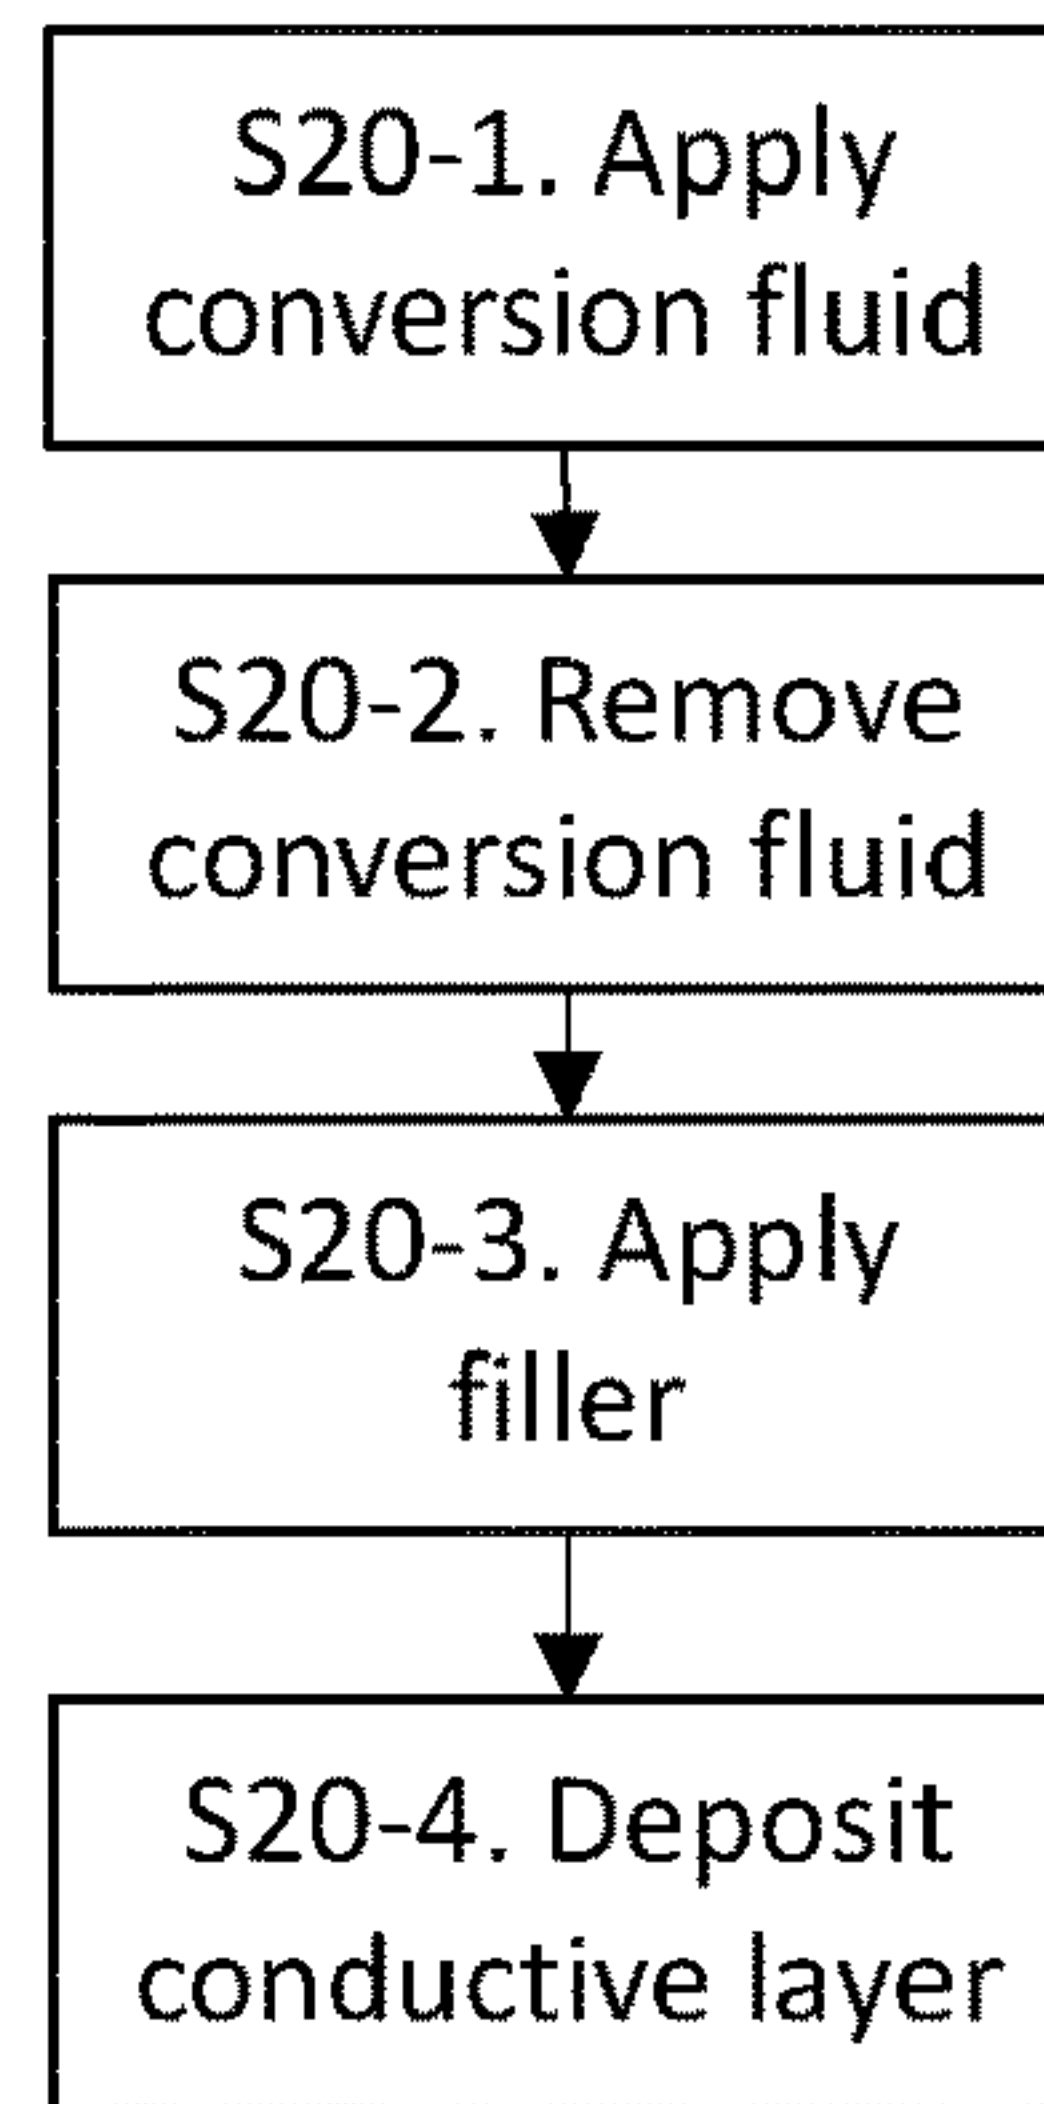 S20-1. Apply
conversion fluid
S20-2. Remove
conversion fluid
S20-3. Apply
filler
S20-4. Deposit
conductive layer